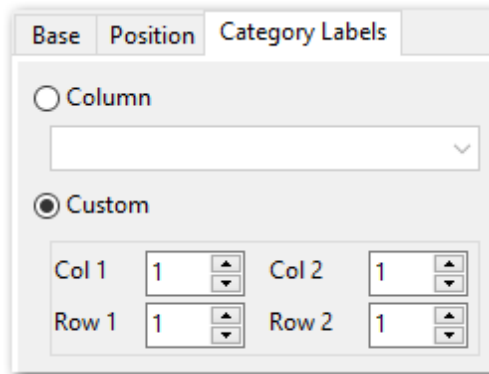 Base Position Category Labels
Column
Custom
Col 1 1 Col 2 1
Row 1 1 Row 2 1